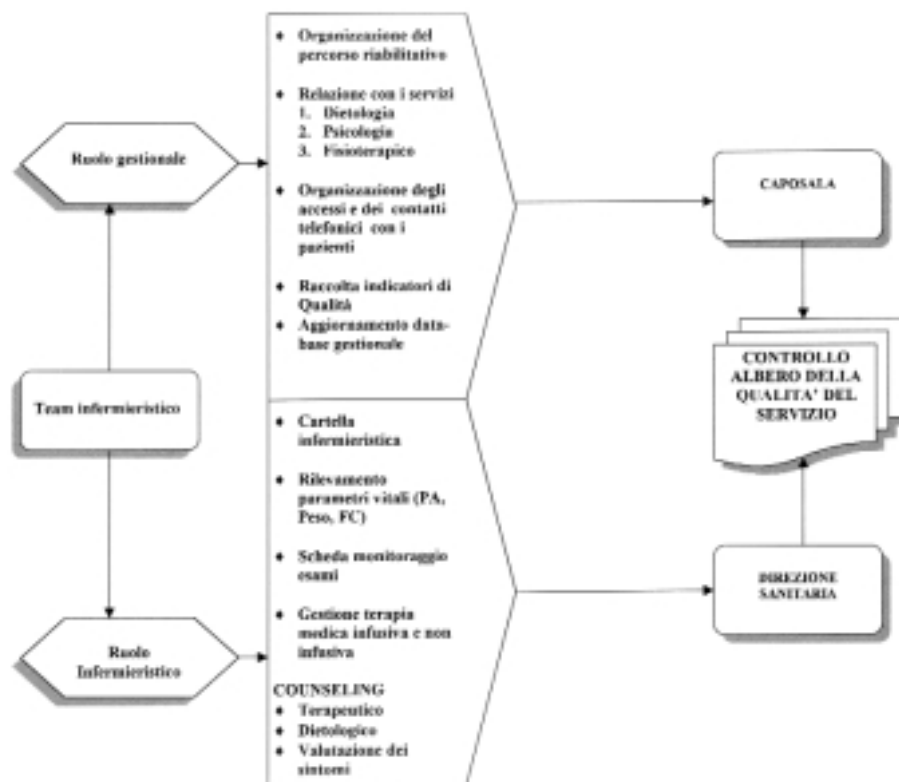 Ruolo gestionale
Team infermieristico
Ruolo
Infermieristico
♦ Organizzazione del
percorso riabilitativo
♦ Relazione con i servizi
1. Dietologia
2. Psicologia
3. Fisioterapico
♦ Organizzazione degli
accessi e dei contatti
telefonici con i
pazienti
♦ Raccolta indicatori di
Qualità
♦ Aggiornamento data-
base gestionale
♦ Cartella
infermieristica
♦ Rilevamento
parametri vitali (PA,
Peso, FC)
♦ Scheda monitoraggio
esami
♦ Gestione terapia
medica infusiva e non
infusiva
COUNSELING
♦ Terapeutico
♦ Dietologico
♦ Valutazione dei
sintomi
CAPOSALA
CONTROLLO
ALBERO DELLA
QUALITA' DEL
SERVIZIO
DIREZIONE
SANITARIA